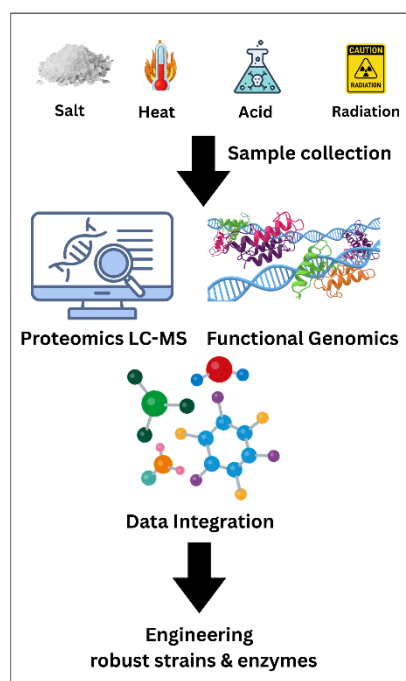 CAUTION
RADIATION
Salt
Heat
Acid
Radiation
Sample collection
Proteomics LC-MS
Functional Genomics
Data Integration
Engineering
robust strains & enzymes